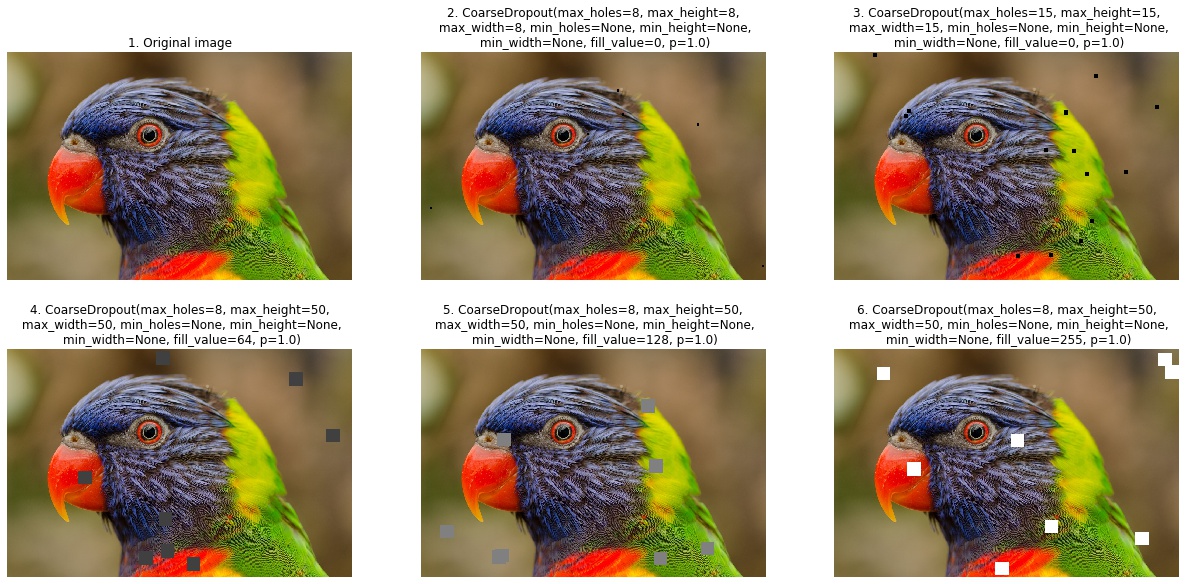 1. Original image
2. CoarseDropout(max_holes=8, max_height=8,
max_width=8, min_holes=None, min_height=None,
min_width=None, fill_value=0, p=1.0)
3. CoarseDropout(max_holes=15, max_height=15,
max_width=15, min_holes=None, min_height=None,
min_width=None, fill_value=0, p=1.0)
4. CoarseDropout(max_holes=8, max_height=50,
max_width=50, min_holes=None, min_height=None,
min_width=None, fill_value=64, p=1.0)
5. CoarseDropout(max_holes=8, max_height=50,
max_width=50, min_holes=None, min_height=None,
min_width=None, fill_value=128, p=1.0)
6. CoarseDropout(max_holes=8, max_height=50,
max_width=50, min_holes=None, min_height=None,
min_width=None, fill_value=255, p=1.0)